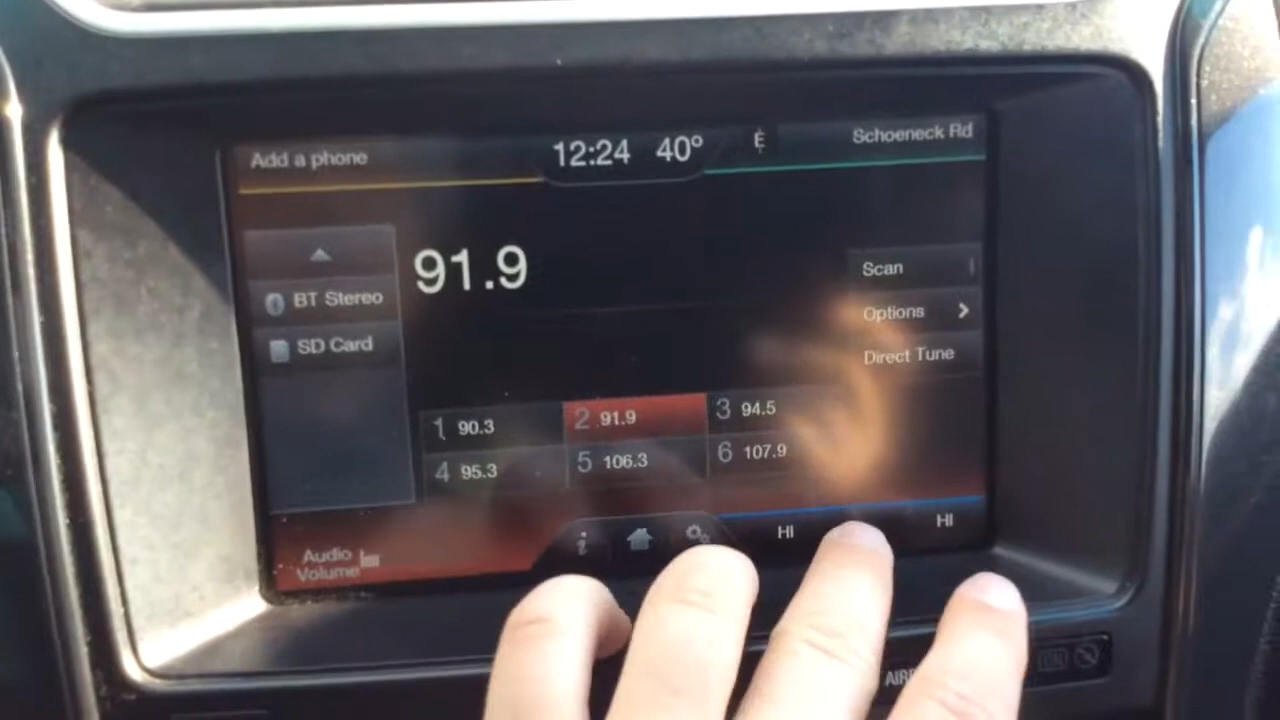 Add a phone
12:24 40° E
Schoeneck Rd
BT Stereo
SD Card
91.9
Scan
Options
Direct Tune
1 90.3
2 91.9
3 94.5
4 95.3
5 106.3
6 107.9
Audio
Volume
i
HI
HI